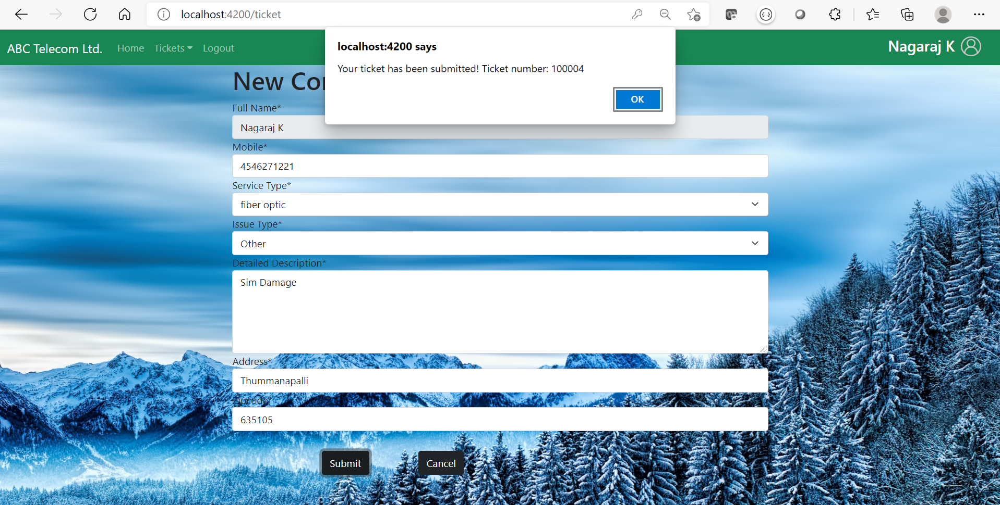 localhost:4200/ticket
ABC Telecom Ltd. Home Tickets Logout
Nagaraj K
localhost:4200 says
Your ticket has been submitted! Ticket number: 100004
OK
New
Full Name*
Nagaraj K
Mobile*
4546271221
Service Type*
fiber optic
Issue Type*
Other
Detailed Description*
Sim Damage
Address*
Thummanapalli
Zipcode*
635105
Submit Cancel